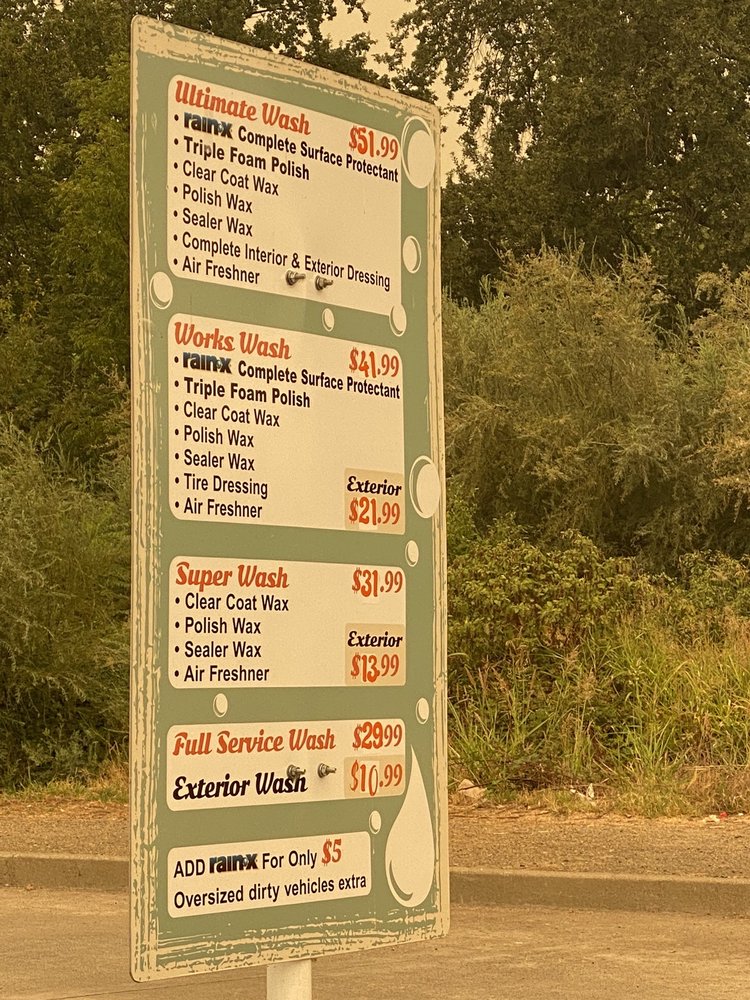 Ultimate Wash $51.99
• rain-x Complete Surface Protectant
• Triple Foam Polish
• Clear Coat Wax
• Polish Wax
• Sealer Wax
• Complete Interior & Exterior Dressing
• Air Freshner
Works Wash $41.99
• rain-x Complete Surface Protectant
• Triple Foam Polish
• Clear Coat Wax
• Polish Wax
• Sealer Wax
• Tire Dressing
• Air Freshner
Exterior
$21.99
Super Wash $31.99
• Clear Coat Wax
• Polish Wax
• Sealer Wax
• Air Freshner
Exterior
$13.99
Full Service Wash $29.99
Exterior Wash $10.99
ADD rain-x For Only $5
Oversized dirty vehicles extra